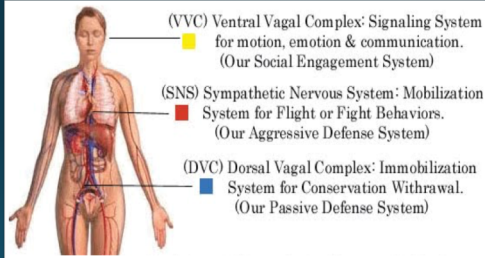 (VVC) Ventral Vagal Complex: Signaling System
for motion, emotion & communication.
(Our Social Engagement System)
(SNS) Sympathetic Nervous System: Mobilization
System for Flight or Fight Behaviors.
(Our Aggressive Defense System)
(DVC) Dorsal Vagal Complex: Immobilization
System for Conservation Withrawal.
(Our Passive Defense System)